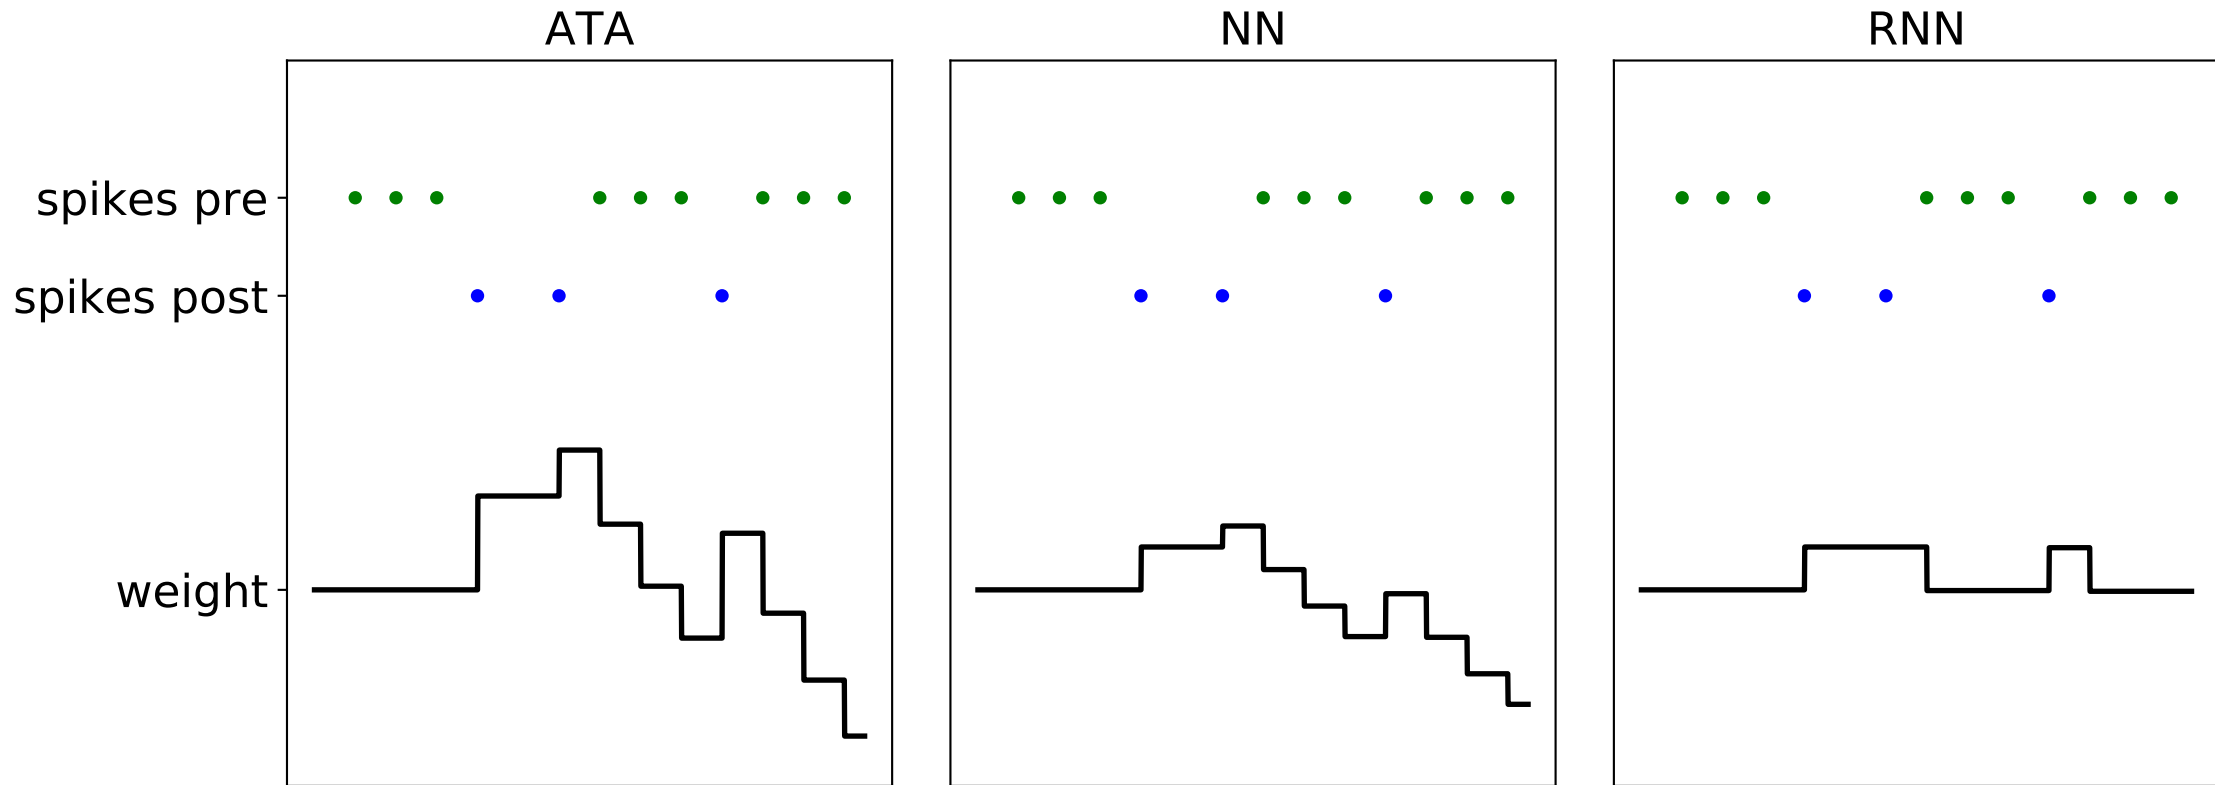 ATA
NN
RNN
spikes pre
spikes post
weight